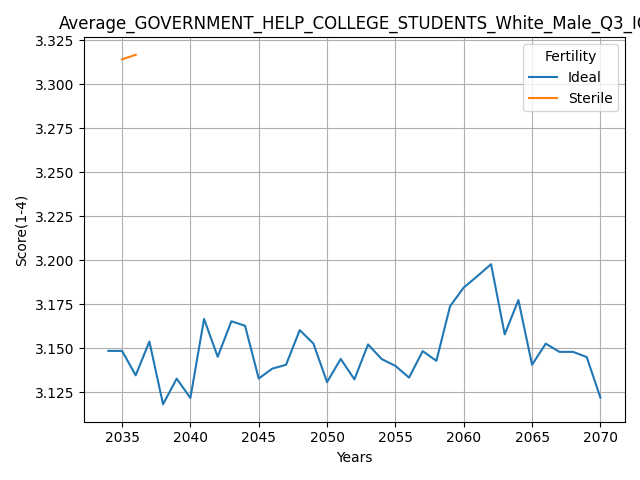 Average_GOVERNMENT_HELP_COLLEGE_STUDENTS_White_Male_Q3_IQ
3.325
3.300
3.275
3.250
3.225
3.200
3.175
3.150
3.125
Score(1-4)
Fertility
Ideal
Sterile
2035 2040 2045 2050 2055 2060 2065 2070
Years